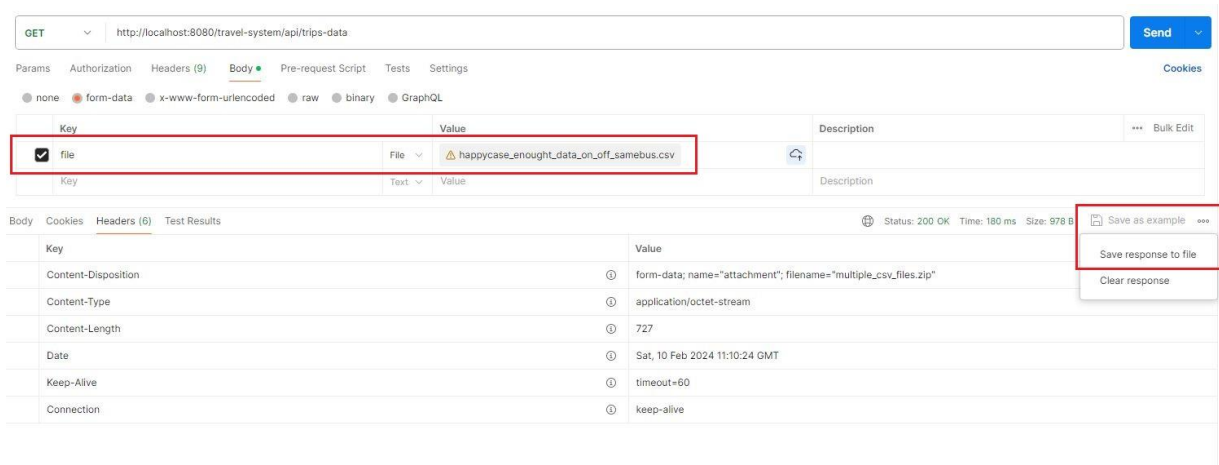 GET http://localhost:8080/travel-system/api/trips-data Send
Params Authorization Headers (9) Body Pre-request Script Tests Settings Cookies
none form-data x-www-form-urlencoded raw binary GraphQL
Key Value Description Bulk Edit
file File happycase_enought_data_on_off_samebus.csv
Key Text Value Description
Body Cookies Headers (6) Test Results Status: 200 OK Time: 180 ms Size: 978 B Save as example
Key Value
Save response to file
Content-Disposition form-data; name="attachment"; filename="multiple_csv_files.zip"
Clear response
Content-Type application/octet-stream
Content-Length 727
Date Sat, 10 Feb 2024 11:10:24 GMT
Keep-Alive timeout=60
Connection keep-alive